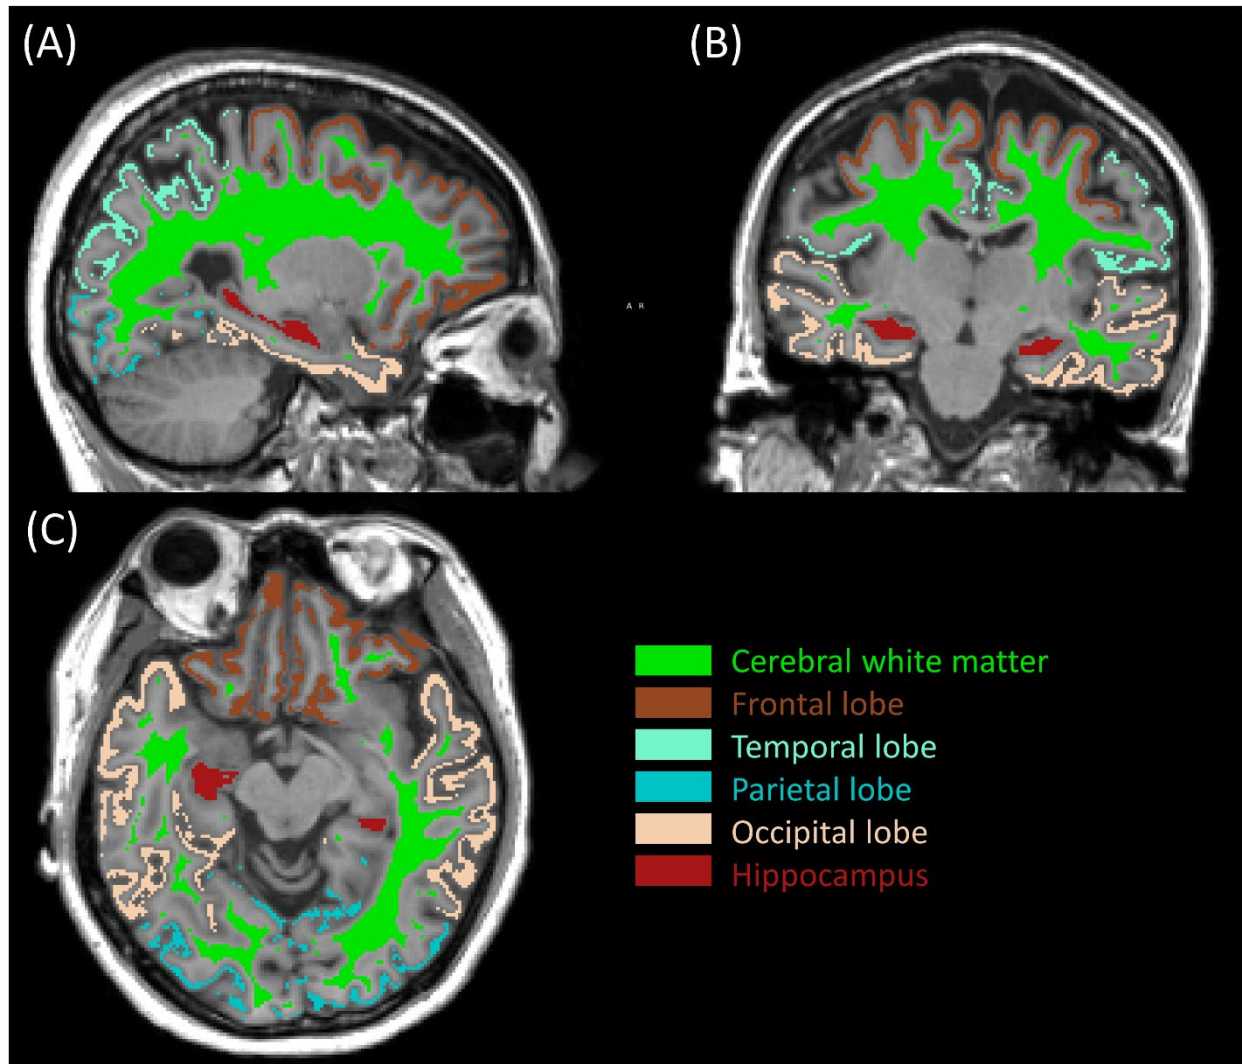 (A)
(B)
A R
(C)
Cerebral white matter
Frontal lobe
Temporal lobe
Parietal lobe
Occipital lobe
Hippocampus